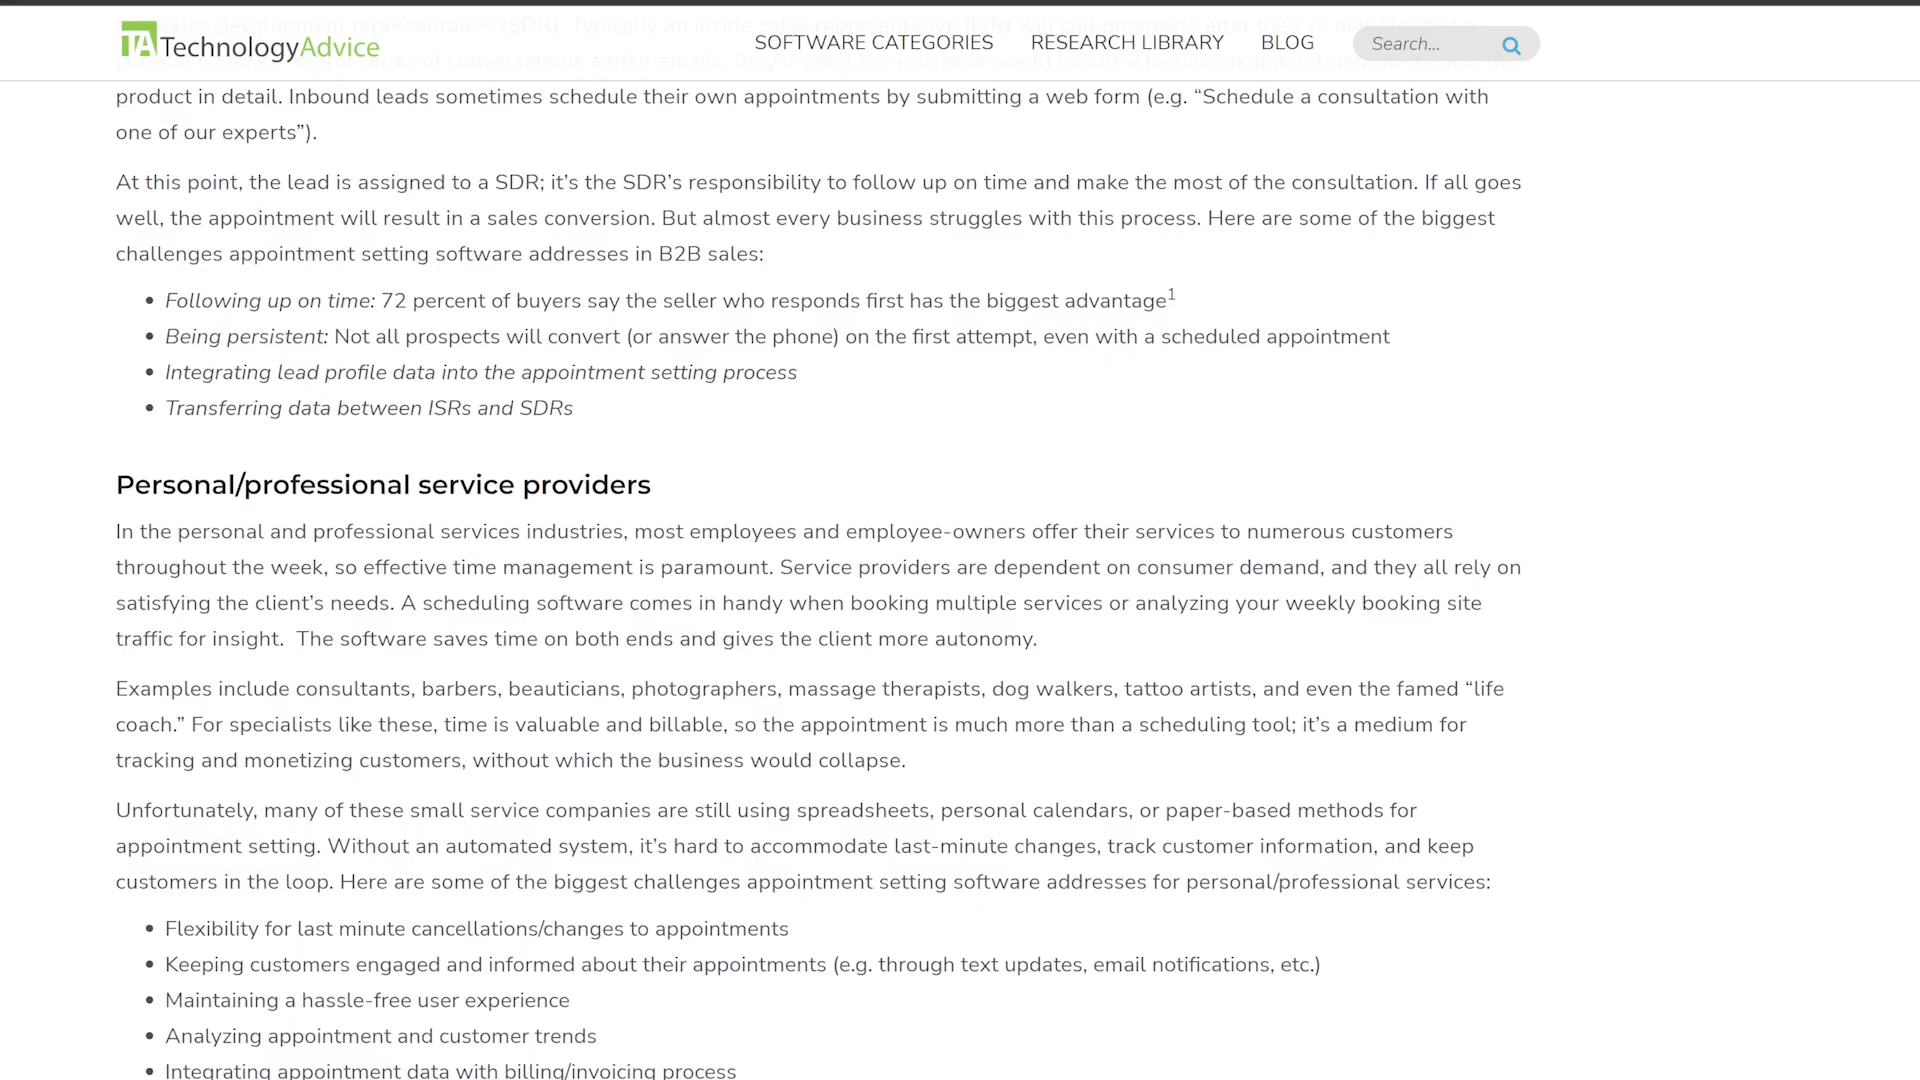 sales development representative (SDR). Typically an inside sales representative (ISR) will call prospects after they've
TA TechnologyAdvice
SOFTWARE CATEGORIES
RESEARCH LIBRARY
BLOG
Search...
of conversations and/or emails, they'll ask if the prospect would like to schedule an appointment
product in detail. Inbound leads sometimes schedule their own appointments by submitting a web form (e.g. “Schedule a consultation with
one of our experts”).
At this point, the lead is assigned to a SDR; it’s the SDR’s responsibility to follow up on time and make the most of the consultation. If all goes
well, the appointment will result in a sales conversion. But almost every business struggles with this process. Here are some of the biggest
challenges appointment setting software addresses in B2B sales:
• Following up on time: 72 percent of buyers say the seller who responds first has the biggest advantage1
• Being persistent: Not all prospects will convert (or answer the phone) on the first attempt, even with a scheduled appointment
• Integrating lead profile data into the appointment setting process
• Transferring data between ISRs and SDRs
Personal/professional service providers
In the personal and professional services industries, most employees and employee-owners offer their services to numerous customers
throughout the week, so effective time management is paramount. Service providers are dependent on consumer demand, and they all rely on
satisfying the client’s needs. A scheduling software comes in handy when booking multiple services or analyzing your weekly booking site
traffic for insight.  The software saves time on both ends and gives the client more autonomy.
Examples include consultants, barbers, beauticians, photographers, massage therapists, dog walkers, tattoo artists, and even the famed “life
coach.” For specialists like these, time is valuable and billable, so the appointment is much more than a scheduling tool; it’s a medium for
tracking and monetizing customers, without which the business would collapse.
Unfortunately, many of these small service companies are still using spreadsheets, personal calendars, or paper-based methods for
appointment setting. Without an automated system, it’s hard to accommodate last-minute changes, track customer information, and keep
customers in the loop. Here are some of the biggest challenges appointment setting software addresses for personal/professional services:
• Flexibility for last minute cancellations/changes to appointments
• Keeping customers engaged and informed about their appointments (e.g. through text updates, email notifications, etc.)
• Maintaining a hassle-free user experience
• Analyzing appointment and customer trends
• Integrating appointment data with billing/invoicing process